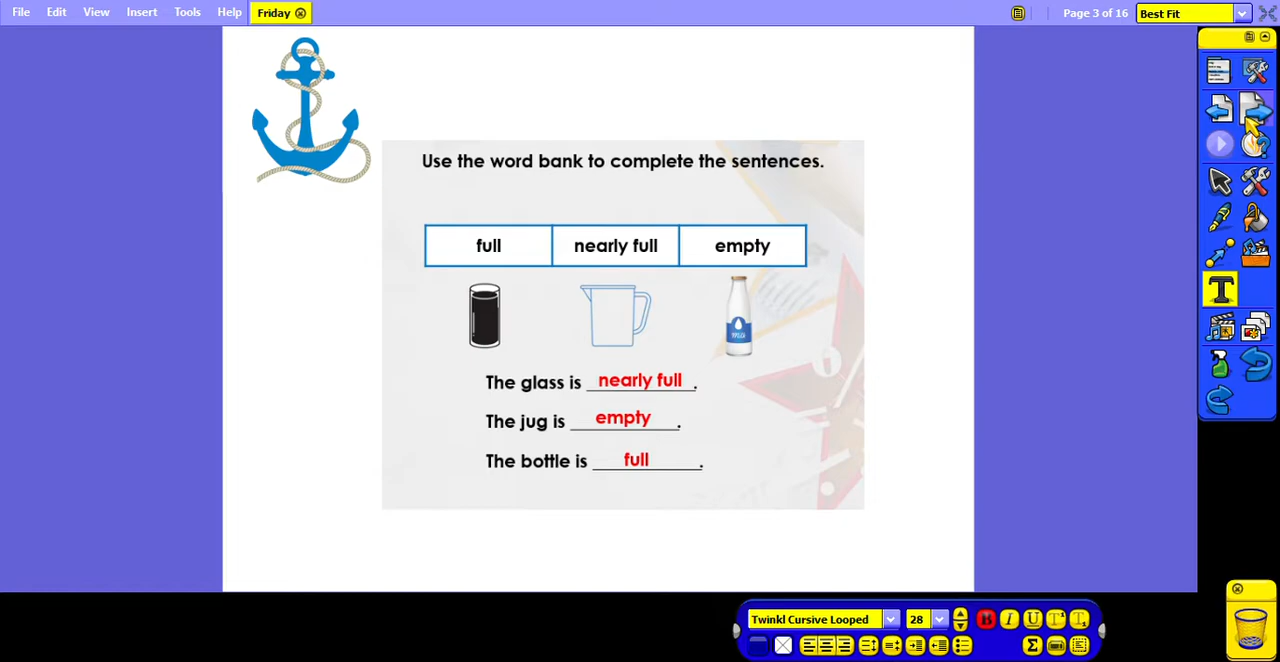 File Edit View Insert Tools Help Friday Page 3 of 16 Best Fit
Use the word bank to complete the sentences.
full nearly full empty
The glass is nearly full.
The jug is empty.
The bottle is full.
Twinkl Cursive Looped 28 B I U T¹ T₁
Σ